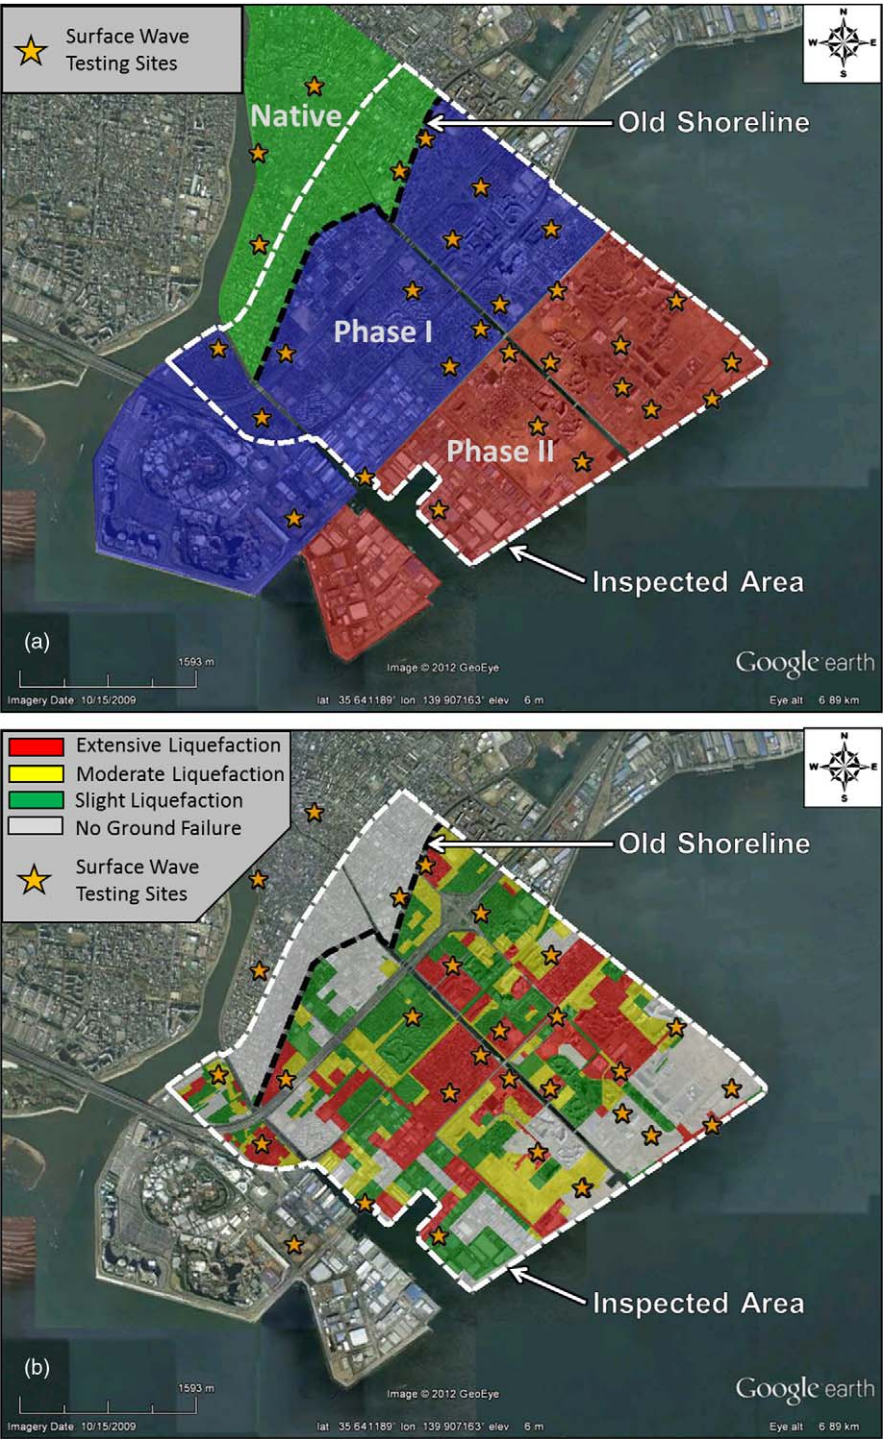 Surface Wave
Testing Sites
N
W E
S
Native
Old Shoreline
Phase I
Phase II
Inspected Area
(a)
1593 m
Image © 2012 GeoEye
Google earth
Imagery Date 10/15/2009
lat 35 641189° lon 139 907163° elev 6 m
Eye alt 6 89 km
Extensive Liquefaction
Moderate Liquefaction
Slight Liquefaction
No Ground Failure
Surface Wave
Testing Sites
N
W E
S
Old Shoreline
Inspected Area
(b)
1593 m
Image © 2012 GeoEye
Google earth
Imagery Date 10/15/2009
lat 35 641189° lon 139 907163° elev 6 m
Eye alt 6 89 km